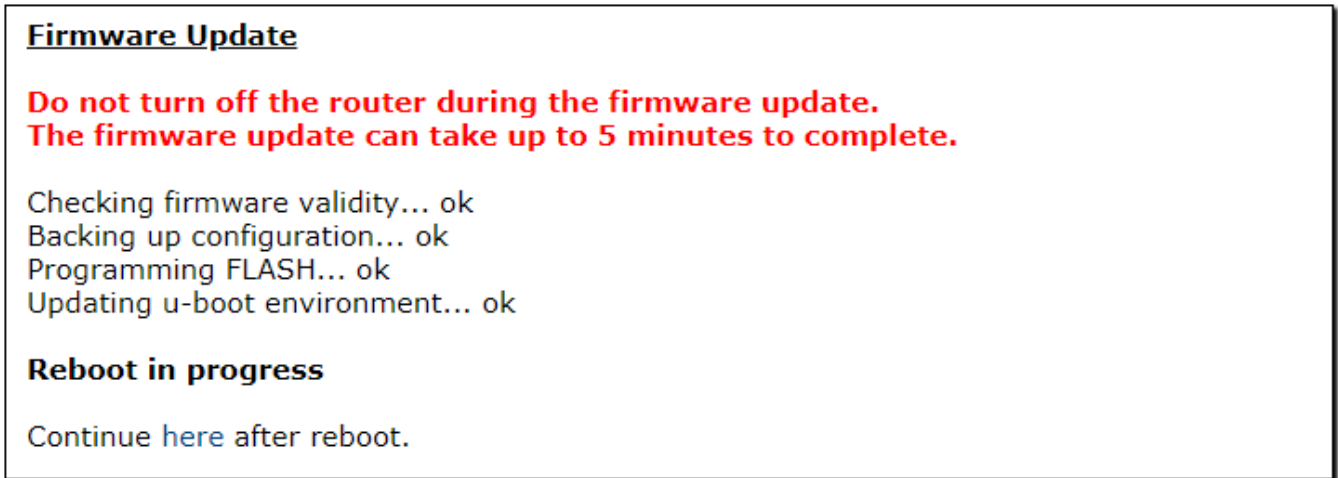 Firmware Update
Do not turn off the router during the firmware update.
The firmware update can take up to 5 minutes to complete.
Checking firmware validity... ok
Backing up configuration... ok
Programming FLASH... ok
Updating u-boot environment... ok
Reboot in progress
Continue here after reboot.